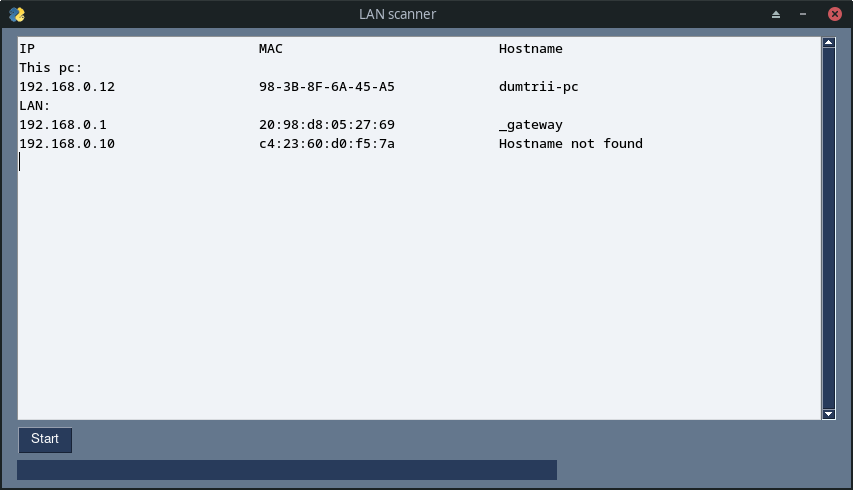 LAN scanner
IP MAC Hostname
This pc:
192.168.0.12 98-3B-8F-6A-45-A5 dumtrii-pc
LAN:
192.168.0.1 20:98:d8:05:27:69 _gateway
192.168.0.10 c4:23:60:d0:f5:7a Hostname not found
Start